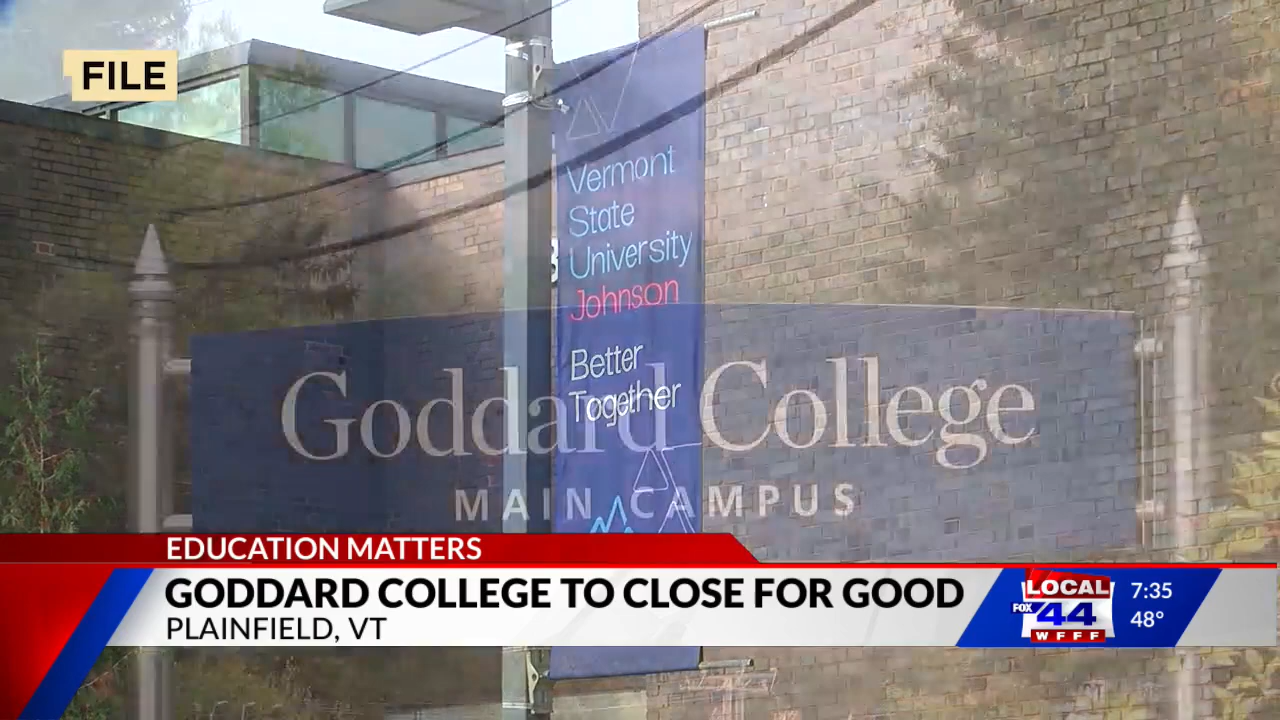 FILE
Vermont
State
University
Johnson
Better
Together
Goddard College
MAIN CAMPUS
EDUCATION MATTERS
GODDARD COLLEGE TO CLOSE FOR GOOD
PLAINFIELD, VT
LOCAL
FOX 44
WFFF
7:35
48°